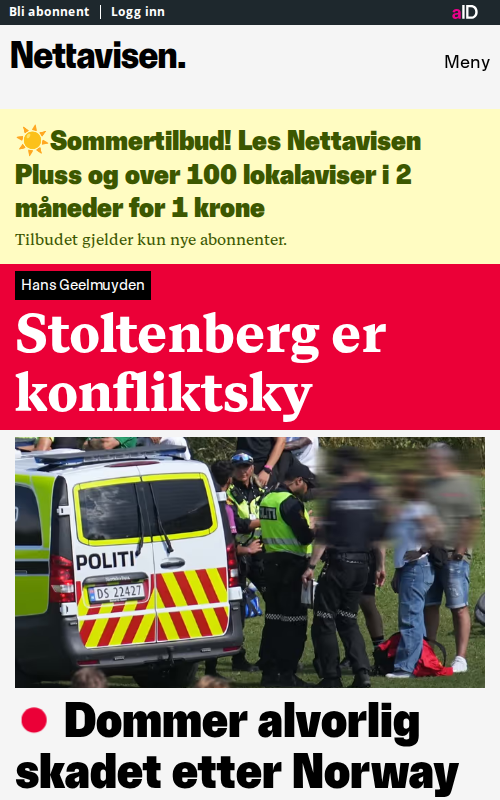 Bli abonnent
Logg inn
aID
Nettavisen.
Meny
Sommertilbud! Les Nettavisen
Pluss og over 100 lokalaviser i 2
måneder for 1 krone
Tilbudet gjelder kun nye abonnenter.
Hans Geelmuyden
Stoltenberg er
konfliktsky
POLITI
DS 22427
Dommer alvorlig
skadet etter Norway